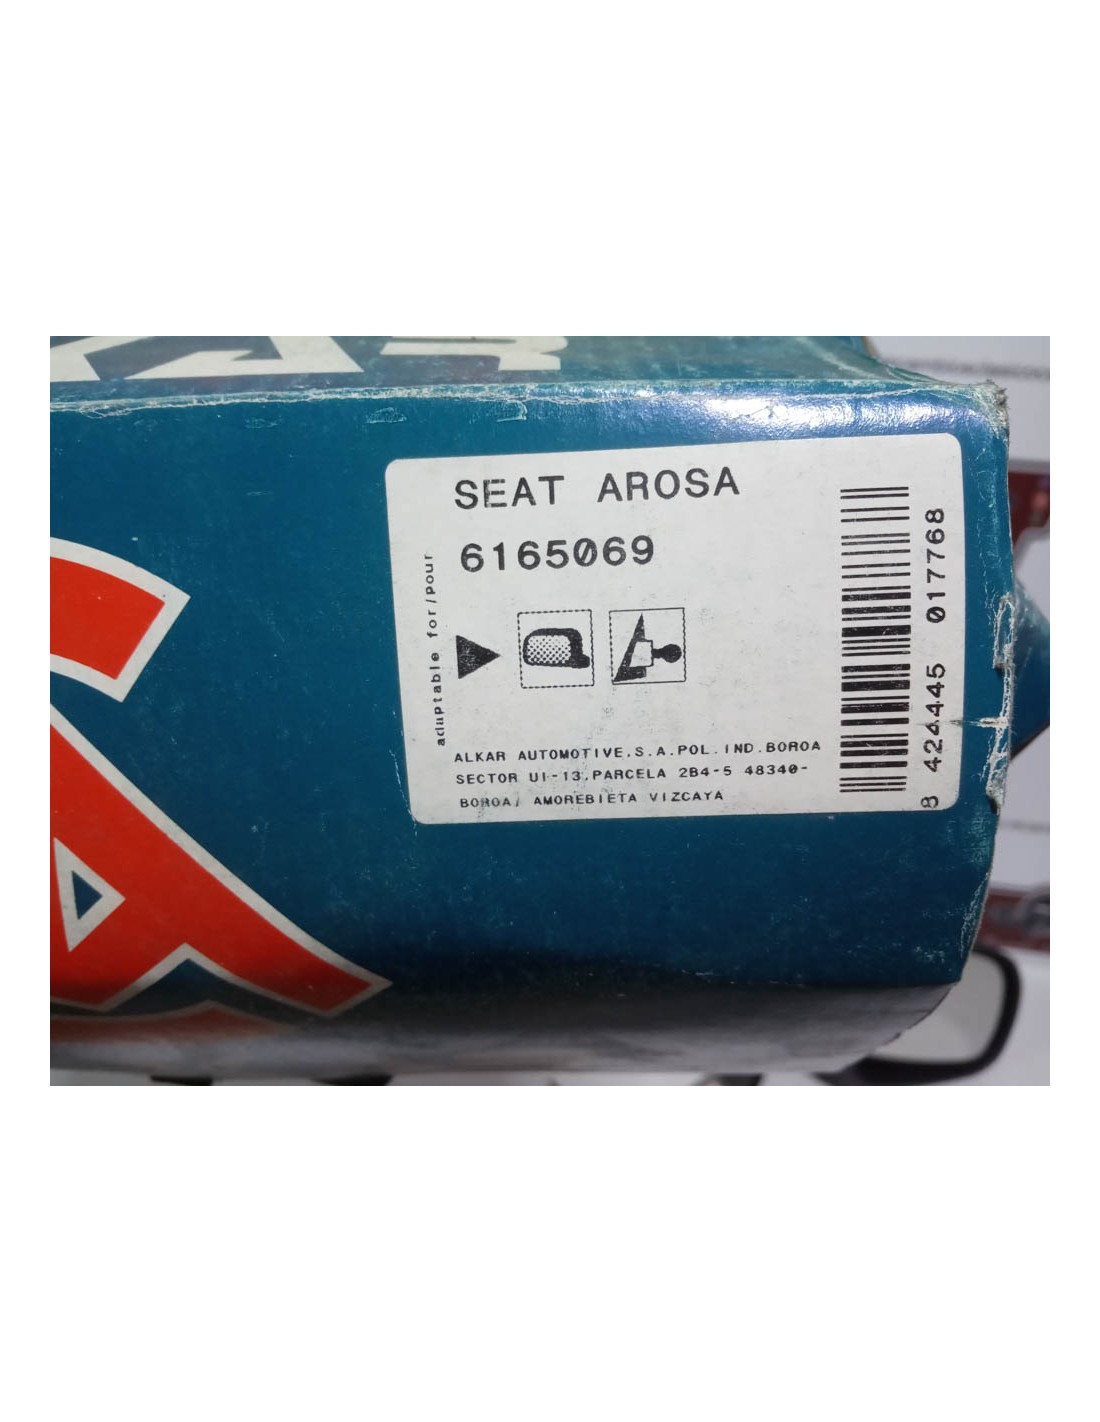 SEAT AROSA
6165069
adaptable for/Pour
ALKAR AUTOMOTIVE.S.A.POL.IND.BOROA
SECTOR UI-13.PARCELA 2B4-5 48340-
BOROA, AMOREBIETA VIZCAYA
8 424445 017768